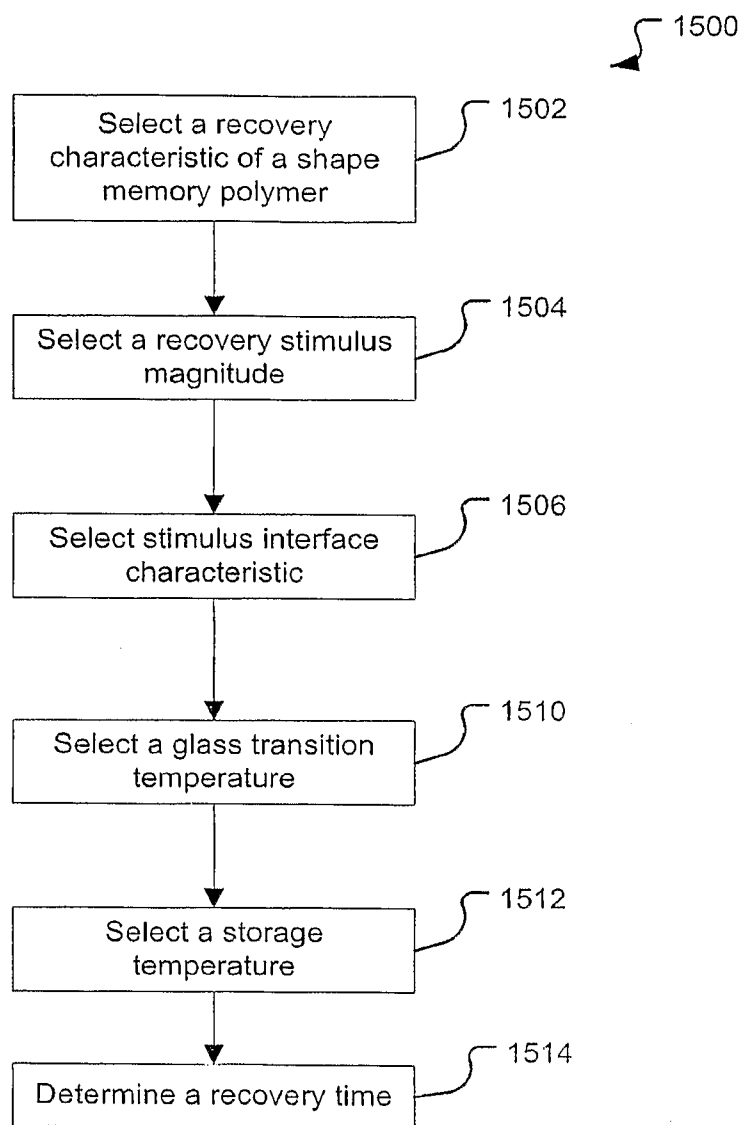 1500
Select a recovery
characteristic of a shape
memory polymer
1502
Select a recovery stimulus
magnitude
1504
Select stimulus interface
characteristic
1506
Select a glass transition
temperature
1510
Select a storage
temperature
1512
Determine a recovery time
1514